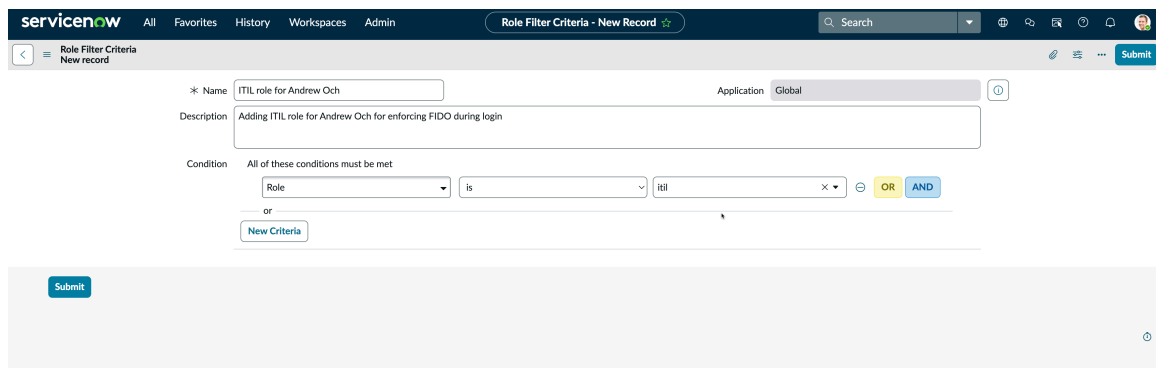 servicenow All Favorites History Workspaces Admin Role Filter Criteria - New Record Search
Role Filter Criteria
New record
Submit
Name ITIL role for Andrew Och Application Global
Description Adding ITIL role for Andrew Och for enforcing FIDO during login
Condition All of these conditions must be met
Role is itil OR AND
or
New Criteria
Submit